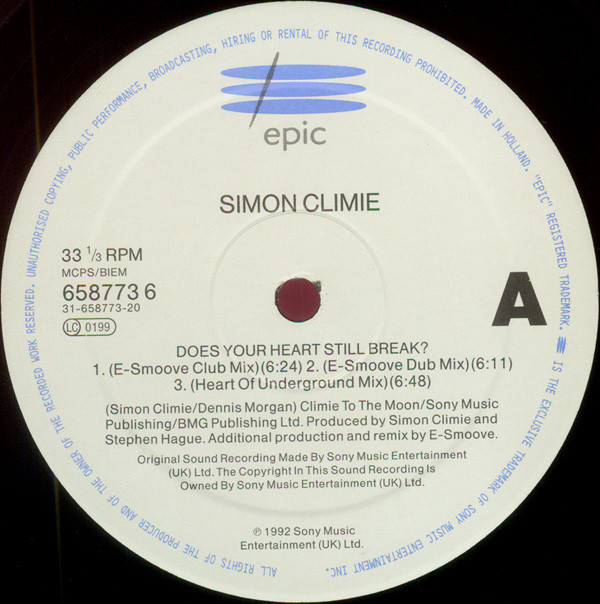 ALL RIGHTS OF THE PRODUCER AND OF THE OWNER OF THE RECORDED WORK RESERVED. UNAUTHORISED COPYING, PUBLIC PERFORMANCE, BROADCASTING, HIRING OR RENTAL OF THIS RECORDING PROHIBITED. MADE IN HOLLAND. "EPIC" REGISTERED TRADEMARK. IS THE EXCLUSIVE TRADEMARK OF SONY MUSIC ENTERTAINMENT INC.
epic
SIMON CLIMIE
33 1/3 RPM
MCPS/BIEM
658773 6
31-658773-20
LC 0199
A
DOES YOUR HEART STILL BREAK?
1. (E-Smoove Club Mix)(6:24) 2. (E-Smoove Dub Mix)(6:11)
3. (Heart Of Underground Mix)(6:48)
(Simon Climie/Dennis Morgan) Climie To The Moon/Sony Music
Publishing/BMG Publishing Ltd. Produced by Simon Climie and
Stephen Hague. Additional production and remix by E-Smoove.
Original Sound Recording Made By Sony Music Entertainment
(UK) Ltd. The Copyright In This Sound Recording Is
Owned By Sony Music Entertainment (UK) Ltd.
℗ 1992 Sony Music
Entertainment (UK) Ltd.